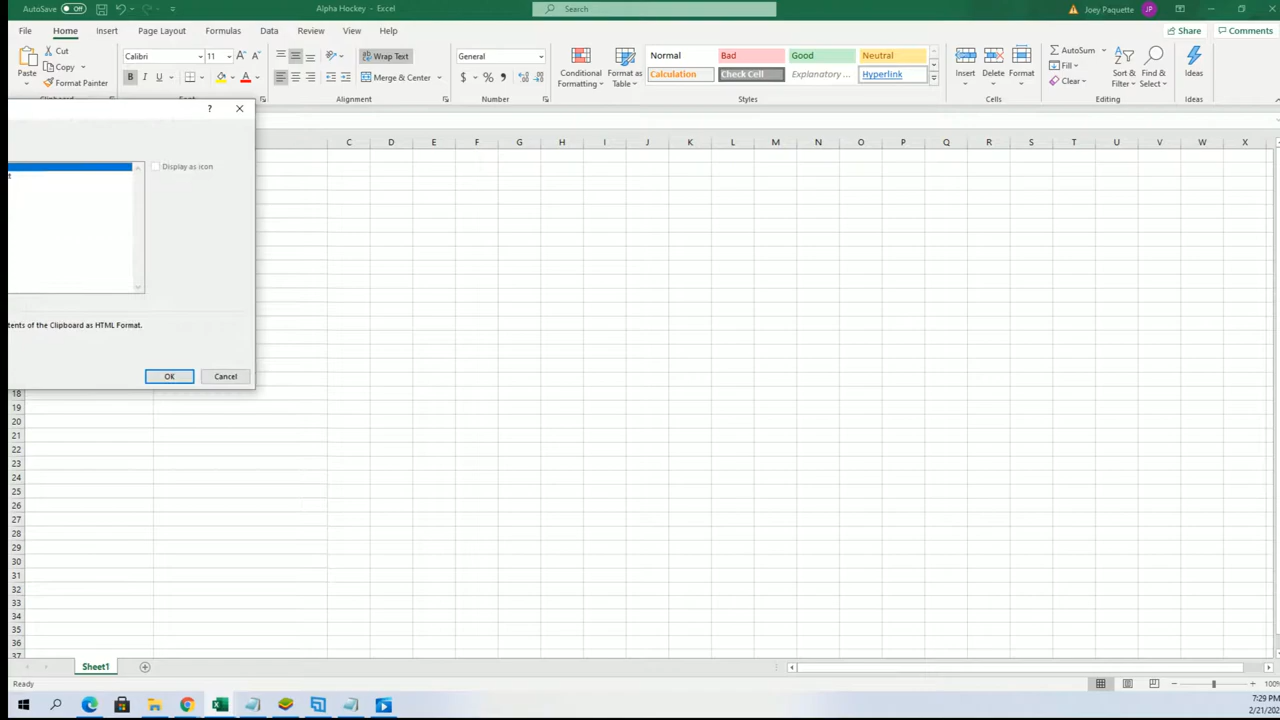 AutoSave Off Alpha Hockey - Excel Search Joey Paquette JP
File Home Insert Page Layout Formulas Data Review View Help Share Comments
Paste Cut Copy Format Painter Clipboard
Calibri 11 B I U A A A Font
Wrap Text Merge & Center Alignment
General $ % , Number
Conditional Formatting Format as Table
Normal Bad Good Neutral
Calculation Check Cell Explanatory ... Hyperlink
Styles
Insert Delete Format Cells
AutoSum Fill Clear Sort & Filter Find & Select Editing
Ideas Ideas
? ×
C D E F G H I J K L M N O P Q R S T U V W X
Display as icon
t
tents of the Clipboard as HTML Format.
OK Cancel
18
19
20
21
22
23
24
25
26
27
28
29
30
31
32
33
34
35
36
37
Sheet1
Ready 100%
7:29 PM
2/21/202